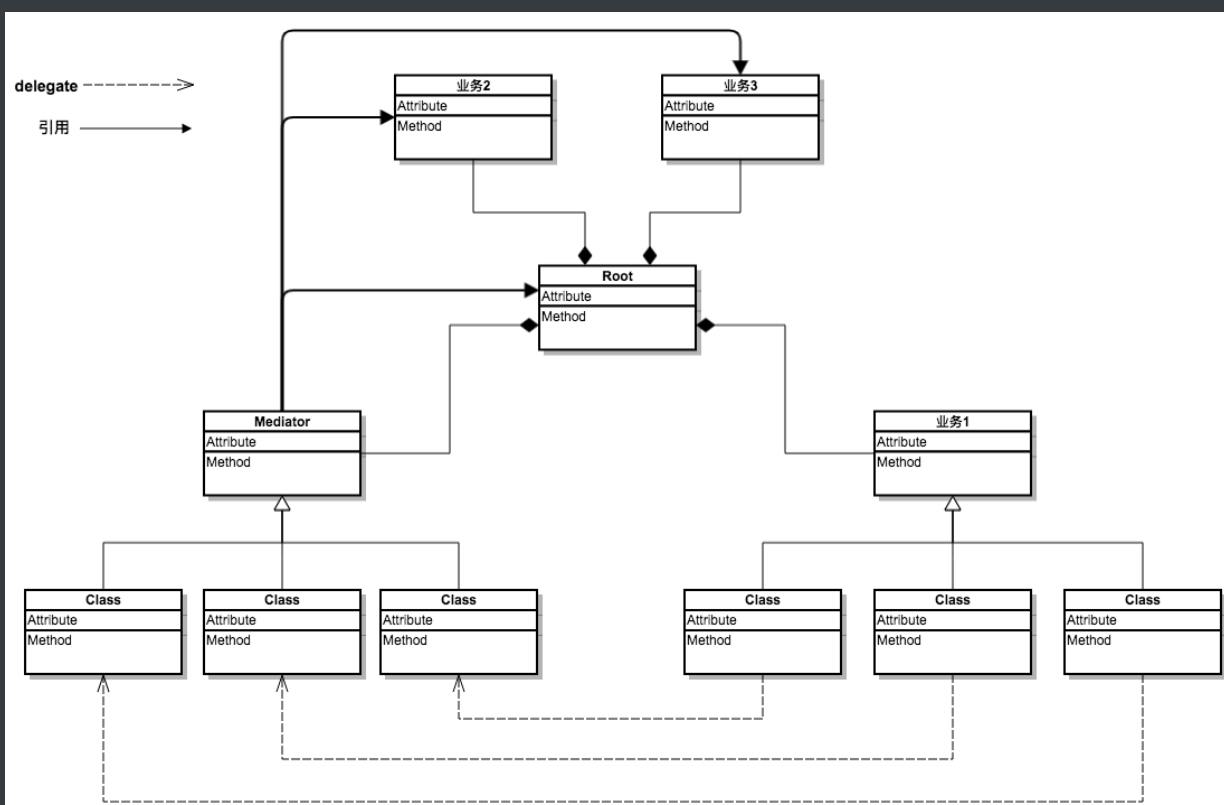 delegate
引用
业务2
Attribute
Method
业务3
Attribute
Method
Root
Attribute
Method
Mediator
Attribute
Method
业务1
Attribute
Method
Class
Attribute
Method
Class
Attribute
Method
Class
Attribute
Method
Class
Attribute
Method
Class
Attribute
Method
Class
Attribute
Method